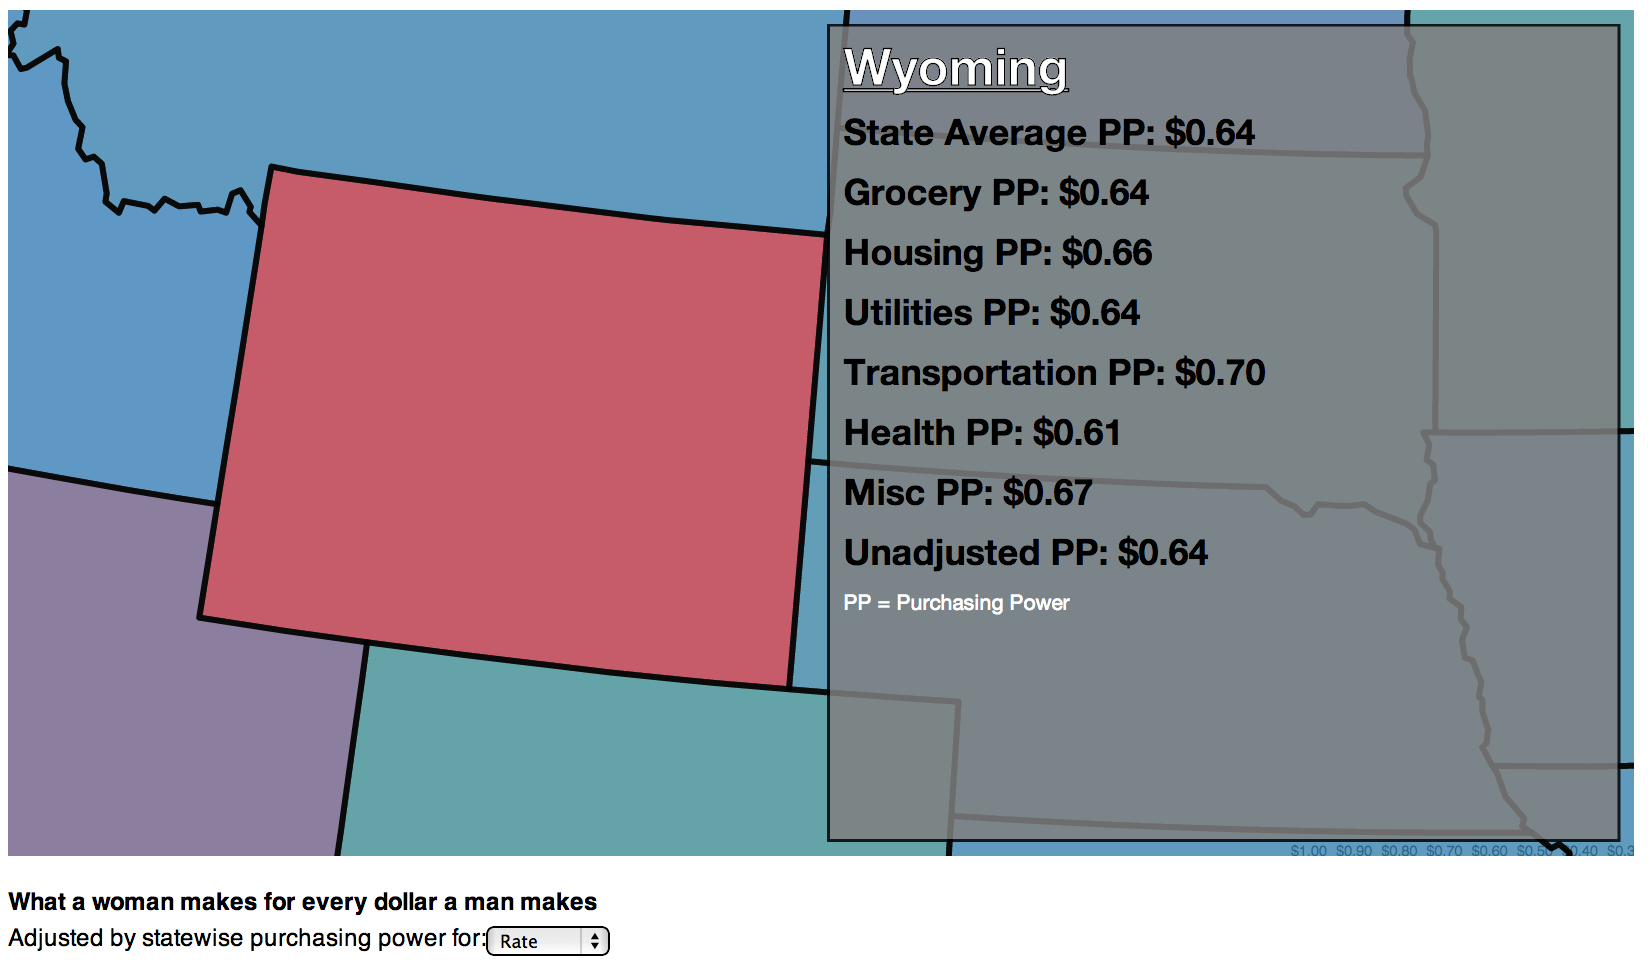 Wyoming
State Average PP: $0.64
Grocery PP: $0.64
Housing PP: $0.66
Utilities PP: $0.64
Transportation PP: $0.70
Health PP: $0.61
Misc PP: $0.67
Unadjusted PP: $0.64
PP = Purchasing Power
$1.00 $0.90 $0.80 $0.70 $0.60 $0.50 $0.40 $0.3
What a woman makes for every dollar a man makes
Adjusted by statewise purchasing power for: Rate